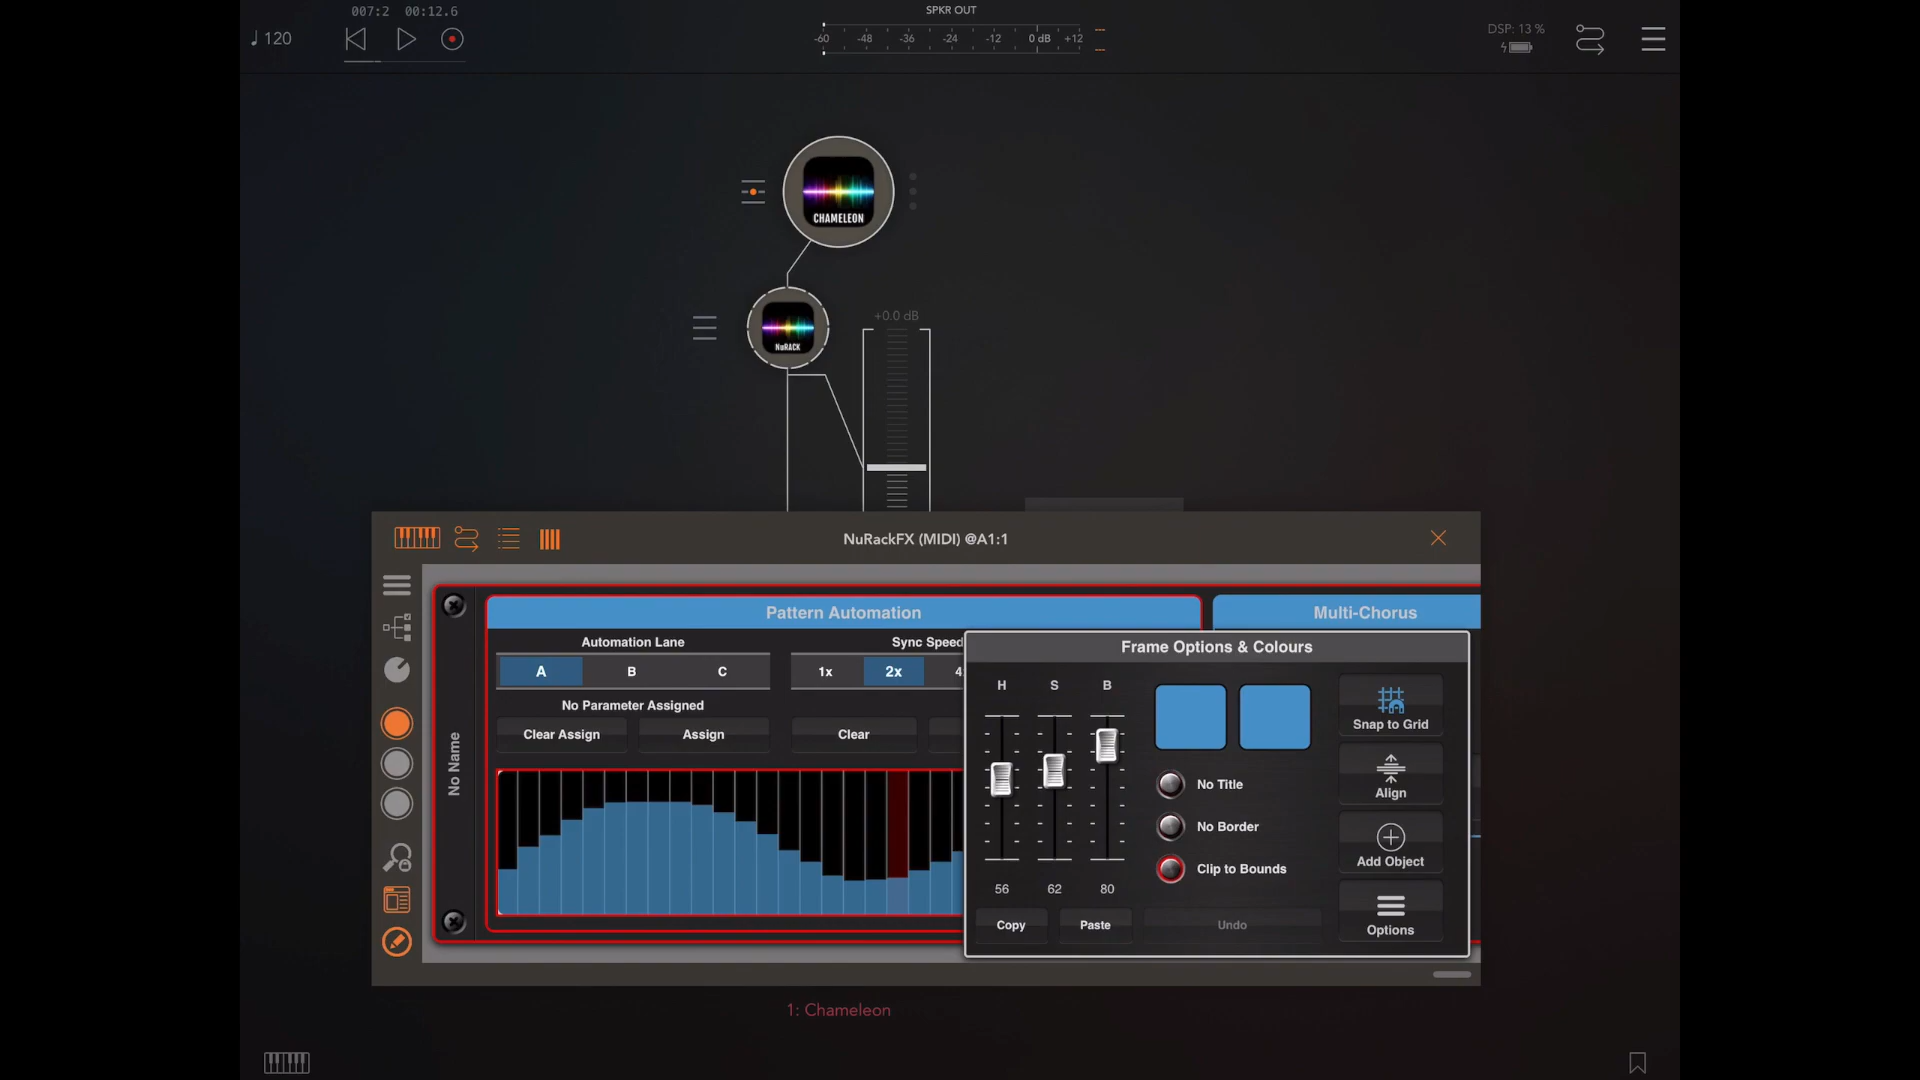 007:2 00:12.6
SPKR OUT
♩ 120
-60 -48 -36 -24 -12 0 dB +12
DSP: 13 %
CHAMELEON
NuRACK
+0.0 dB
NuRackFX (MIDI) @A1:1
Pattern Automation
Multi-Chorus
Automation Lane
Sync Speed
A B C
1x 2x 4
No Parameter Assigned
Clear Assign Assign Clear
No Name
Frame Options & Colours
H S B
Snap to Grid
No Title
Align
No Border
Add Object
Clip to Bounds
56 62 80
Copy Paste Undo
Options
1: Chameleon